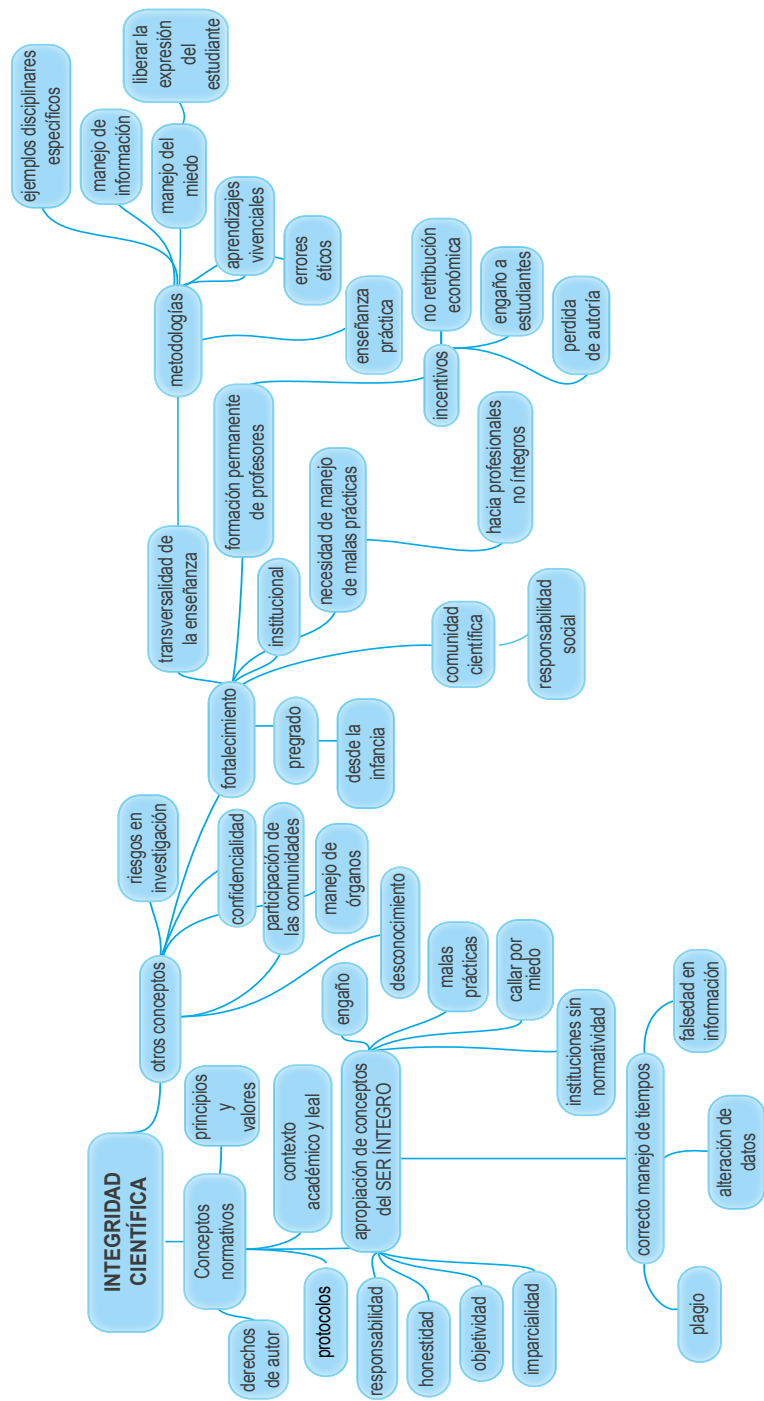 INTEGRIDAD
CIENTÍFICA
Conceptos
normativos
derechos
de autor
principios
y
valores
protocolos
contexto
académico y leal
apropiación de conceptos
del SER ÍNTEGRO
responsabilidad
honestidad
objetividad
imparcialidad
engaño
malas
prácticas
callar por
miedo
instituciones sin
normatividad
correcto manejo de tiempos
plagio
alteración de
datos
falsedad en
información
otros conceptos
riesgos en
investigación
confidencialidad
participación de
las comunidades
manejo de
órganos
desconocimiento
fortalecimiento
pregrado
desde la
infancia
transversalidad de
la enseñanza
formación permanente
de profesores
institucional
necesidad de manejo
de malas prácticas
hacia profesionales
no íntegros
comunidad
científica
responsabilidad
social
metodologías
ejemplos disciplinares
específicos
manejo de
información
manejo del
miedo
liberar la
expresión
del
estudiante
aprendizajes
vivenciales
errores
éticos
enseñanza
práctica
incentivos
no retribución
económica
engaño a
estudiantes
perdida
de autoría